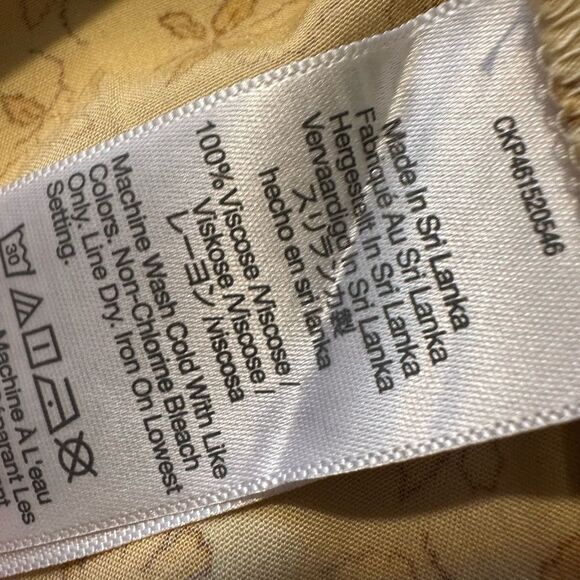 CKP461520546
Made In Sri Lanka
Fabriqué Au Sri Lanka
Hergestellt In Sri Lanka
Vervaardigd in Sri Lanka
スリランカ製
hecho en sri lanka
100% Viscose /Viscose /
Viskose /Viscose /
レーヨン /viscosa
Machine Wash Cold With Like
Colors. Non-Chlorine Bleach
Only. Line Dry. Iron On Lowest
Setting.
30
Machine À L'eau